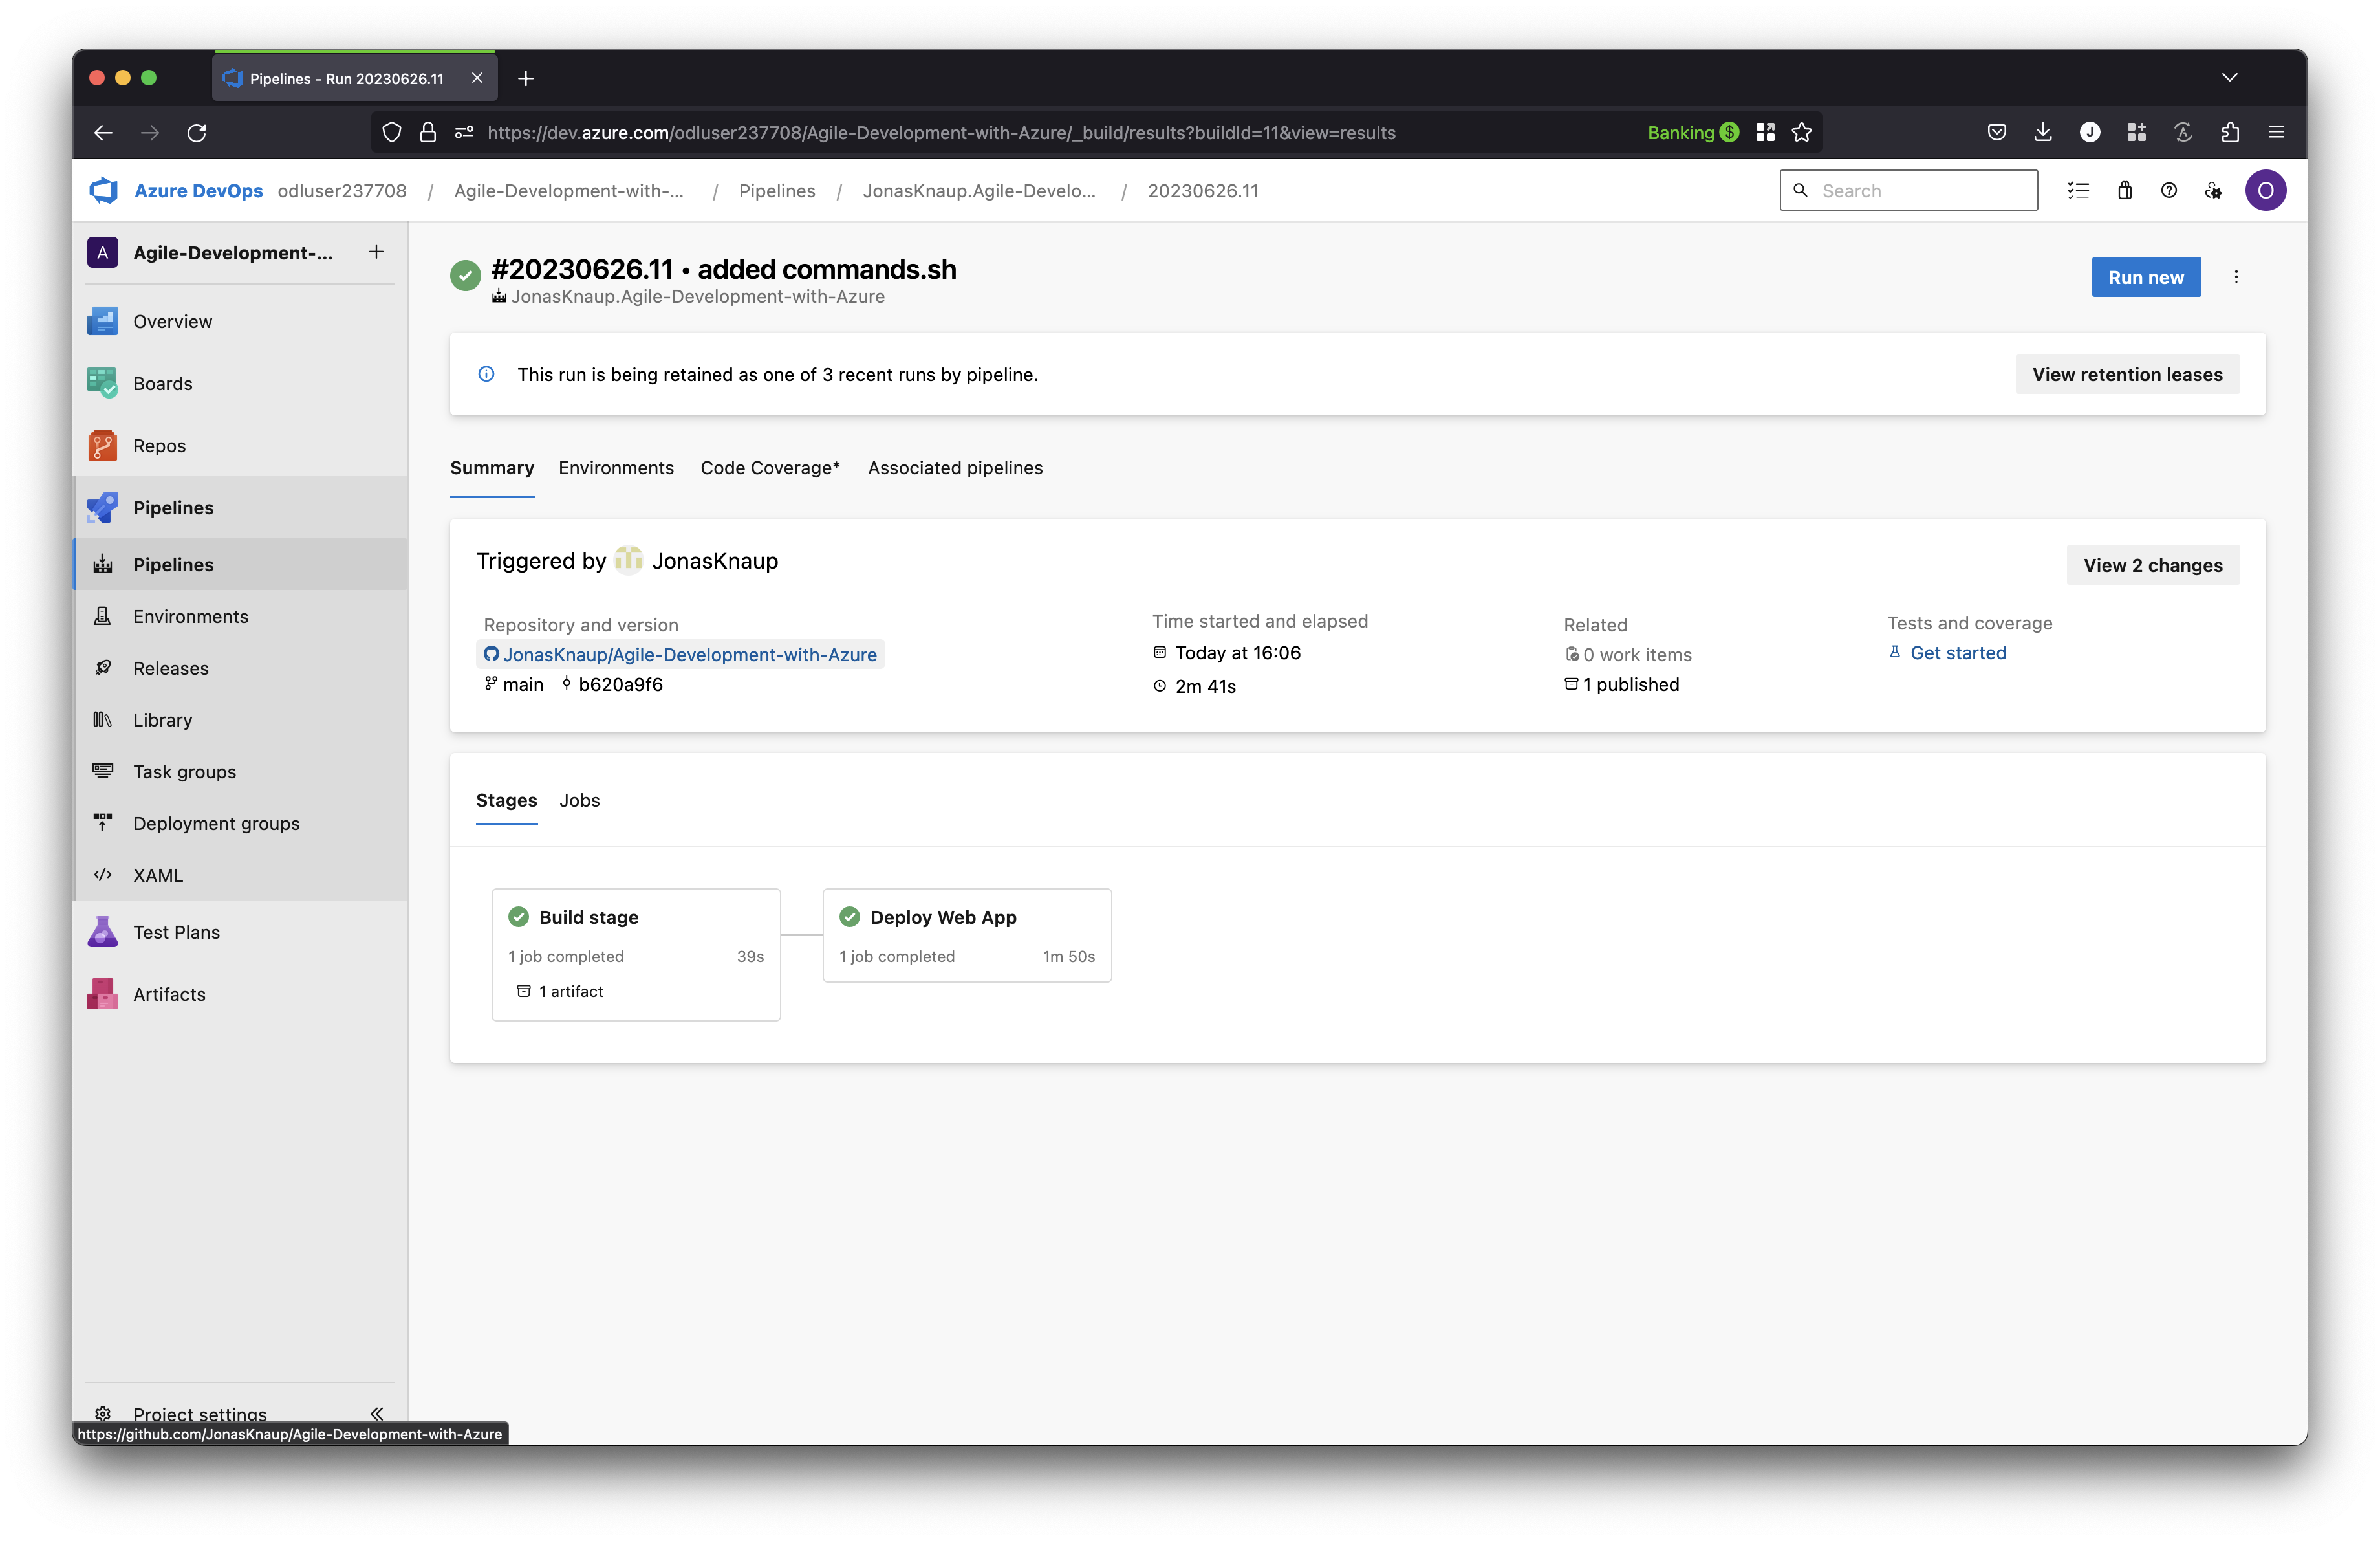 Pipelines - Run 20230626.11
https://dev.azure.com/odluser237708/Agile-Development-with-Azure/_build/results?buildId=11&view=results
Banking
J
Azure DevOps odluser237708 / Agile-Development-with-... / Pipelines / JonasKnaup.Agile-Develo... / 20230626.11
Search
O
A Agile-Development-...
Overview
Boards
Repos
Pipelines
Pipelines
Environments
Releases
Library
Task groups
Deployment groups
XAML
Test Plans
Artifacts
Project settings
https://github.com/JonasKnaup/Agile-Development-with-Azure
#20230626.11 • added commands.sh
JonasKnaup.Agile-Development-with-Azure
Run new
This run is being retained as one of 3 recent runs by pipeline.
View retention leases
Summary Environments Code Coverage* Associated pipelines
Triggered by JonasKnaup
View 2 changes
Repository and version
JonasKnaup/Agile-Development-with-Azure
main b620a9f6
Time started and elapsed
Today at 16:06
2m 41s
Related
0 work items
1 published
Tests and coverage
Get started
Stages Jobs
Build stage
1 job completed 39s
1 artifact
Deploy Web App
1 job completed 1m 50s